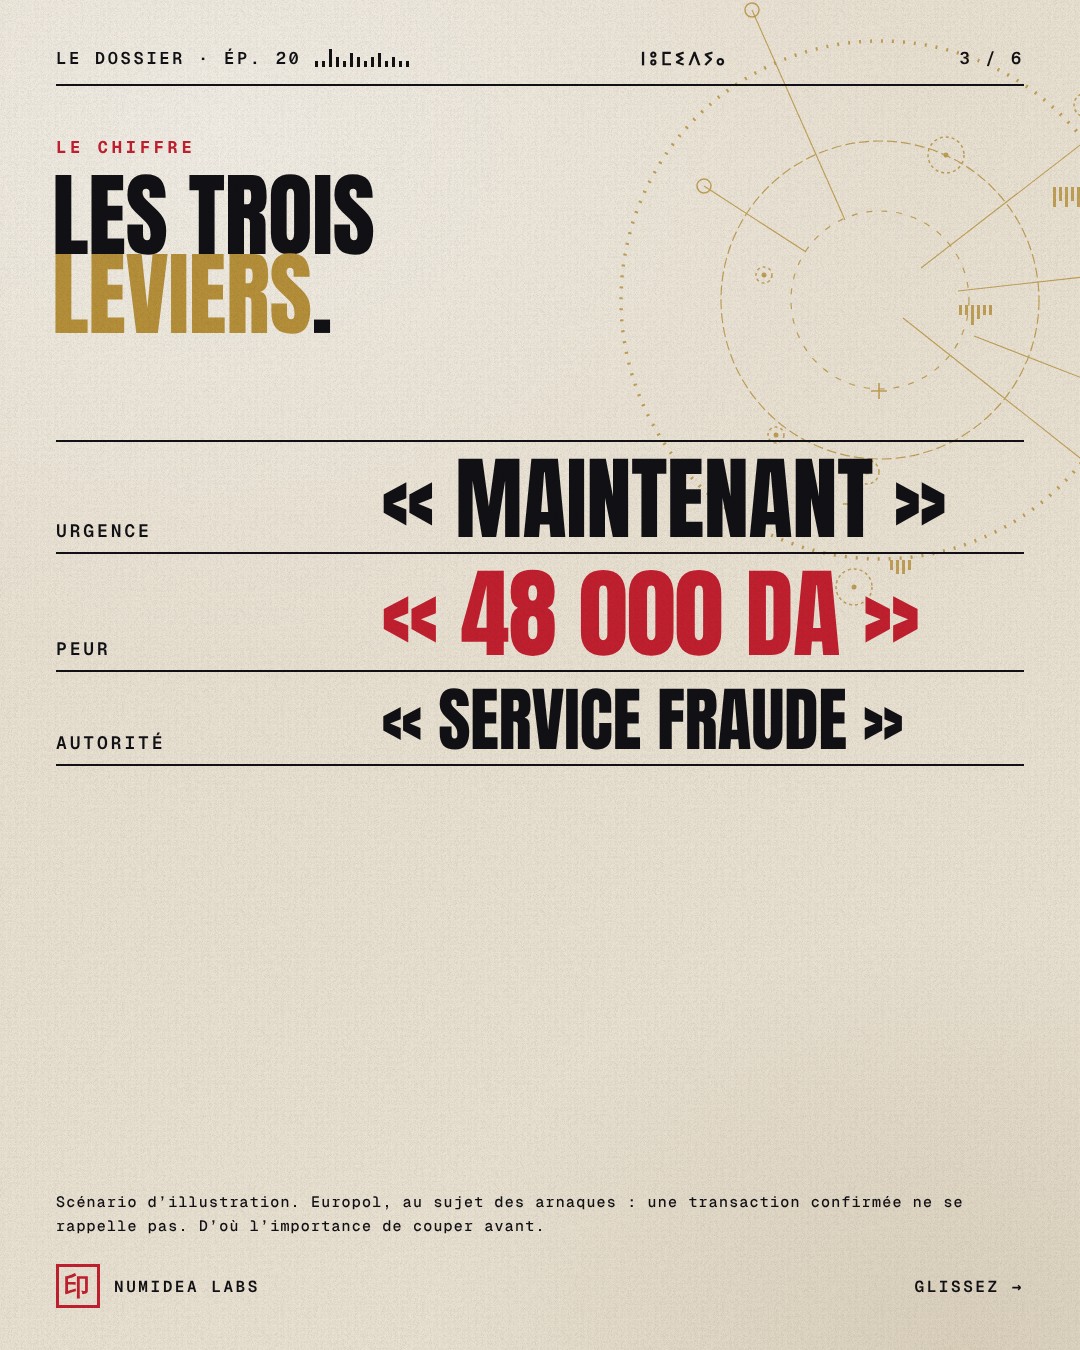 LE DOSSIER · ÉP. 20
ⵏⵓⵎⵉⴷⵢⴰ
3 / 6
LE CHIFFRE
LES TROIS
LEVIERS.
URGENCE
« MAINTENANT »
PEUR
« 48 000 DA »
AUTORITÉ
« SERVICE FRAUDE »
Scénario d’illustration. Europol, au sujet des arnaques : une transaction confirmée ne se
rappelle pas. D’où l’importance de couper avant.
印 NUMIDEA LABS
GLISSEZ →